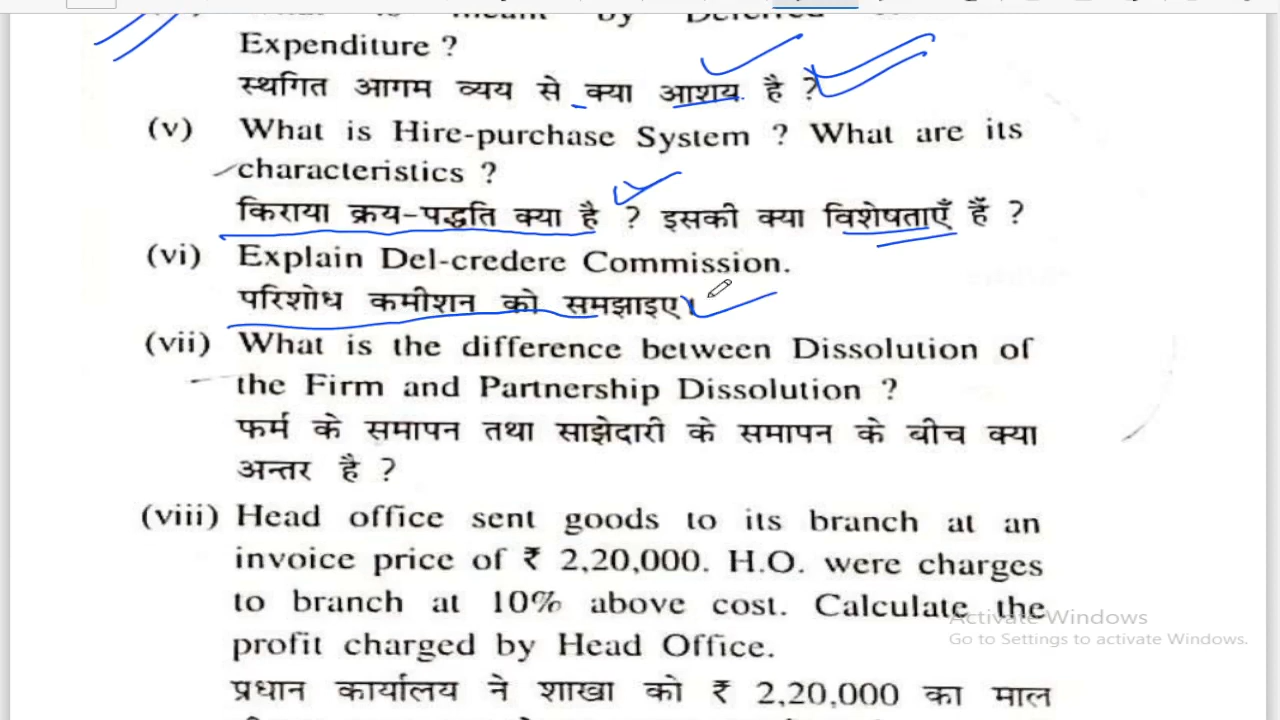 Expenditure ?
स्थगित आगम व्यय से क्या आशय है ?
(v) What is Hire-purchase System ? What are its
characteristics ?
किराया क्रय-पद्धति क्या है ? इसकी क्या विशेषताएँ हैं ?
(vi) Explain Del-credere Commission.
परिशोध कमीशन को समझाइए।
(vii) What is the difference between Dissolution of
the Firm and Partnership Dissolution ?
फर्म के समापन तथा साझेदारी के समापन के बीच क्या
अन्तर है ?
(viii) Head office sent goods to its branch at an
invoice price of ₹ 2,20,000. H.O. were charges
to branch at 10% above cost. Calculate the
profit charged by Head Office.
Activate Windows
Go to Settings to activate Windows.
प्रधान कार्यालय ने शाखा को ₹ 2,20,000 का माल